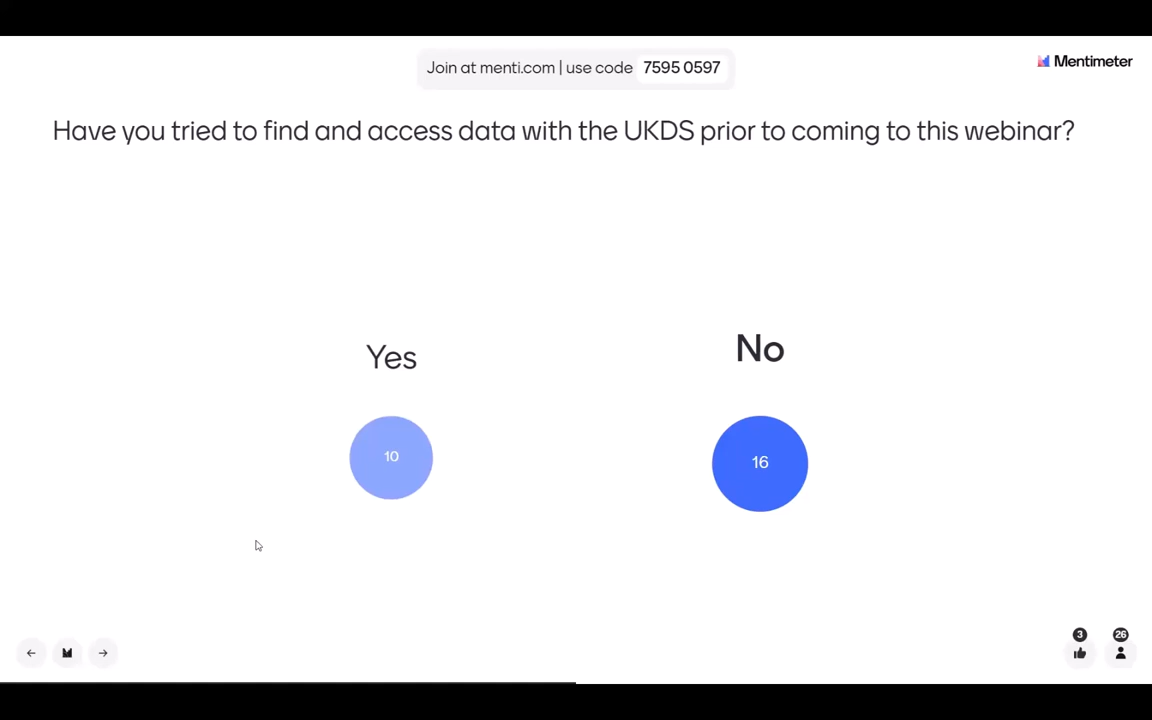 Join at menti.com | use code 7595 0597
Mentimeter
Have you tried to find and access data with the UKDS prior to coming to this webinar?
Yes
No
10
16
3
26